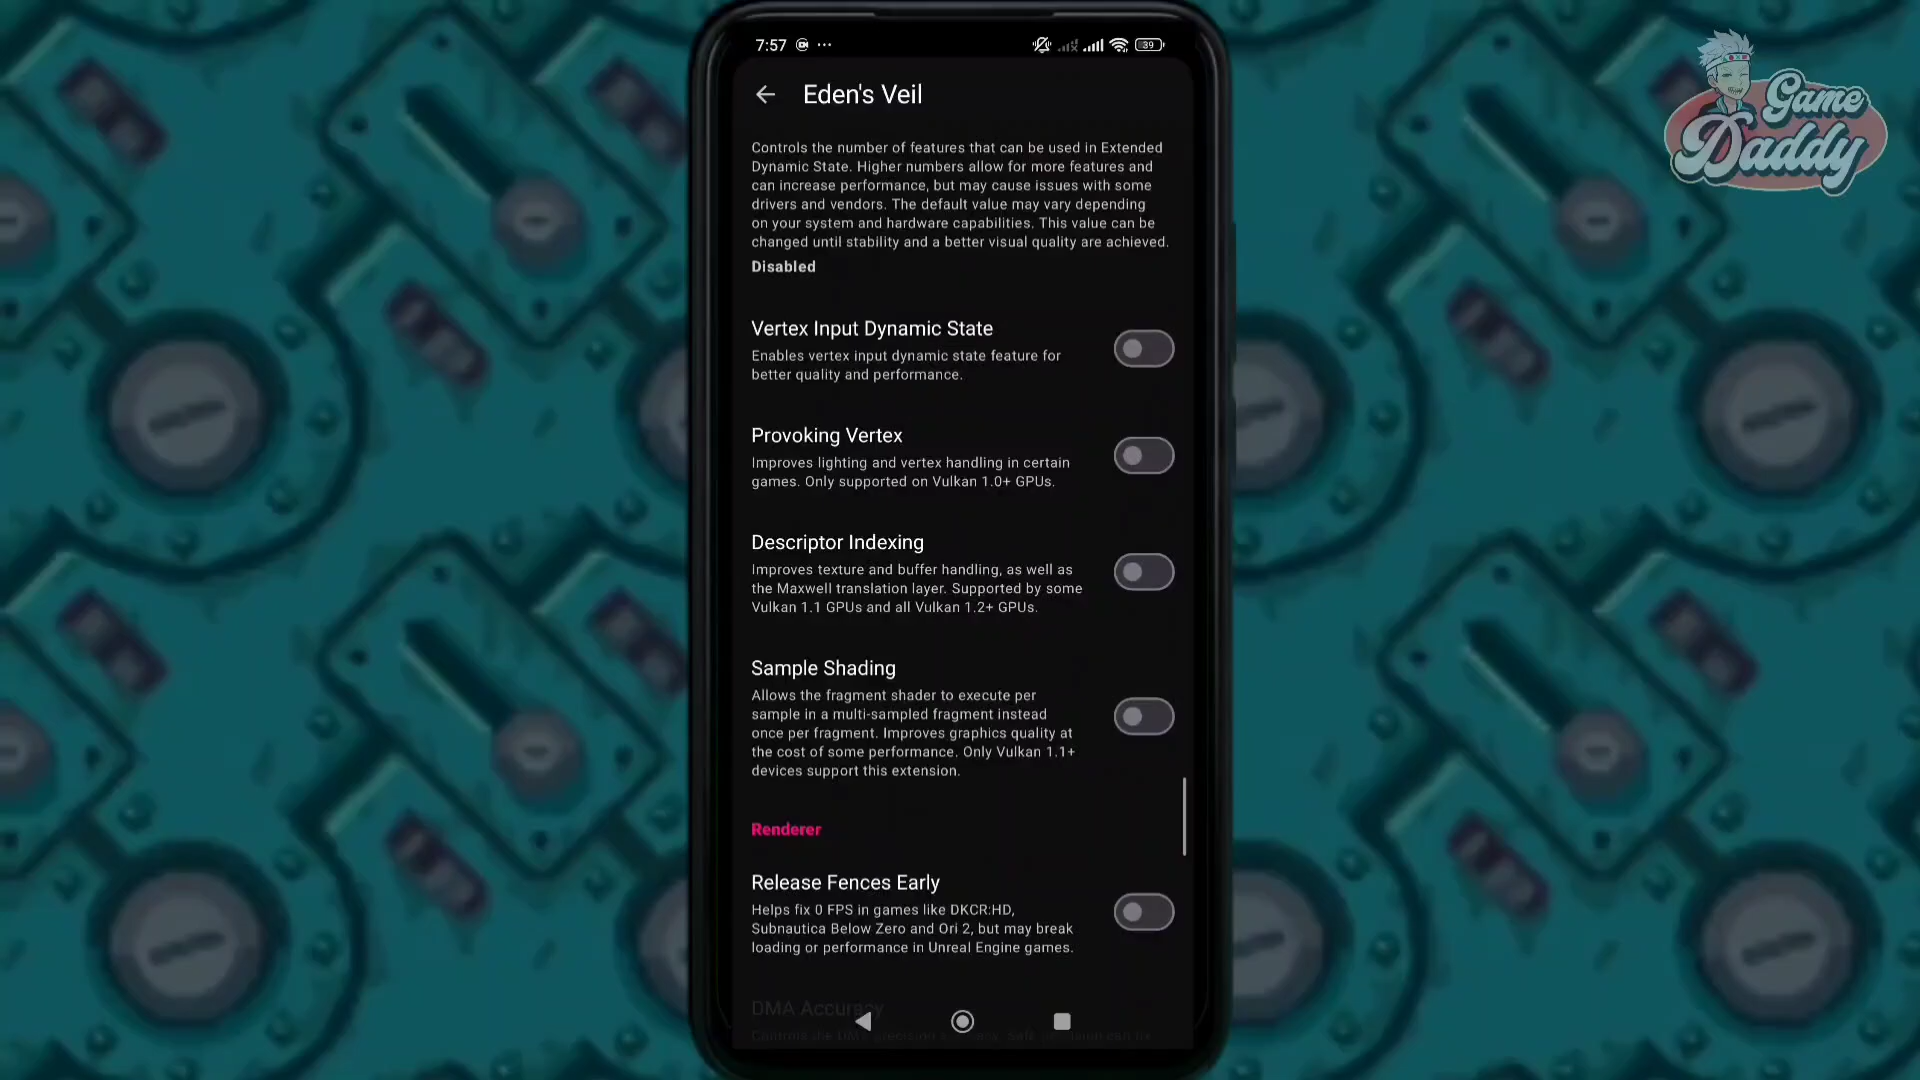 7:57
39
Game
Daddy
Eden's Veil
Controls the number of features that can be used in Extended
Dynamic State. Higher numbers allow for more features and
can increase performance, but may cause issues with some
drivers and vendors. The default value may vary depending
on your system and hardware capabilities. This value can be
changed until stability and a better visual quality are achieved.
Disabled
Vertex Input Dynamic State
Enables vertex input dynamic state feature for
better quality and performance.
Provoking Vertex
Improves lighting and vertex handling in certain
games. Only supported on Vulkan 1.0+ GPUs.
Descriptor Indexing
Improves texture and buffer handling, as well as
the Maxwell translation layer. Supported by some
Vulkan 1.1 GPUs and all Vulkan 1.2+ GPUs.
Sample Shading
Allows the fragment shader to execute per
sample in a multi-sampled fragment instead
once per fragment. Improves graphics quality at
the cost of some performance. Only Vulkan 1.1+
devices support this extension.
Renderer
Release Fences Early
Helps fix 0 FPS in games like DKCR:HD,
Subnautica Below Zero and Ori 2, but may break
loading or performance in Unreal Engine games.
DMA Accuracy
Controls the DMA precision